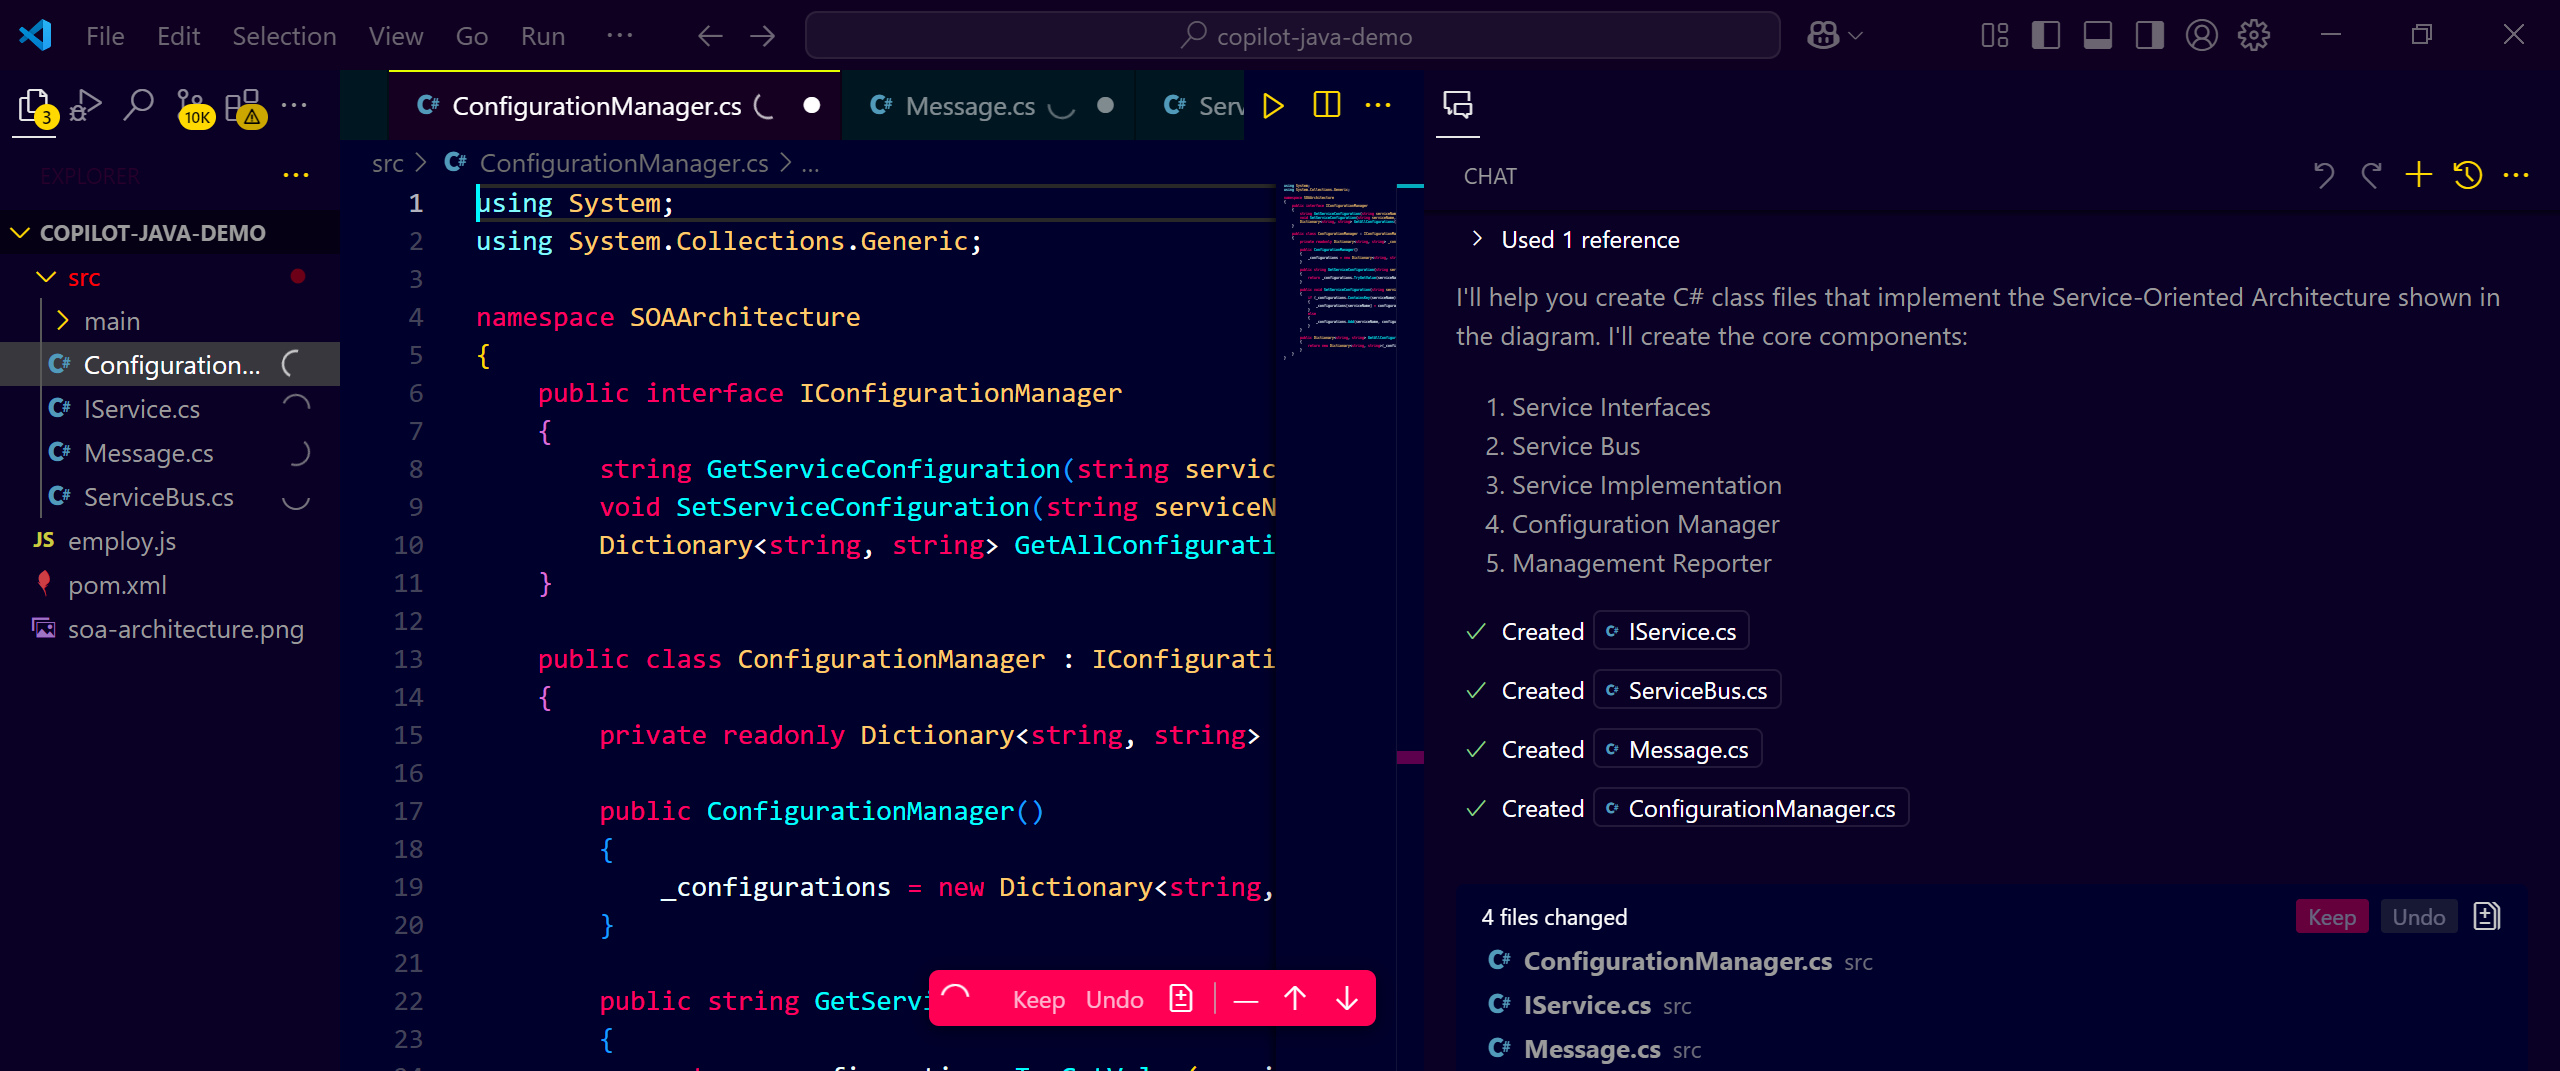 File Edit Selection View Go Run ...
copilot-java-demo
3
10K
EXPLORER
COPILOT-JAVA-DEMO
src
main
Configuration...
IService.cs
Message.cs
ServiceBus.cs
JS employ.js
pom.xml
soa-architecture.png
C# ConfigurationManager.cs
C# Message.cs
C# Serv
src > C# ConfigurationManager.cs > ...
1 using System;
2 using System.Collections.Generic;
3
4 namespace SOAArchitecture
5 {
6 public interface IConfigurationManager
7 {
8 string GetServiceConfiguration(string servic
9 void SetServiceConfiguration(string serviceN
10 Dictionary<string, string> GetAllConfigurati
11 }
12
13 public class ConfigurationManager : IConfigurati
14 {
15 private readonly Dictionary<string, string>
16
17 public ConfigurationManager()
18 {
19 _configurations = new Dictionary<string,
20 }
21
22 public string GetServi
23 {
Keep Undo
CHAT
Used 1 reference
I'll help you create C# class files that implement the Service-Oriented Architecture shown in
the diagram. I'll create the core components:
1. Service Interfaces
2. Service Bus
3. Service Implementation
4. Configuration Manager
5. Management Reporter
Created C# IService.cs
Created C# ServiceBus.cs
Created C# Message.cs
Created C# ConfigurationManager.cs
4 files changed
Keep Undo
C# ConfigurationManager.cs src
C# IService.cs src
C# Message.cs src